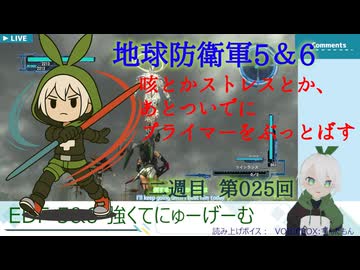 LIVE
Comments
地球防衛軍5＆6
咳とかストレスとか、
あとついでに
プライマーをぶっとばす
二週目 第025回
強くてにゅーげーむ
読み上げボイス：